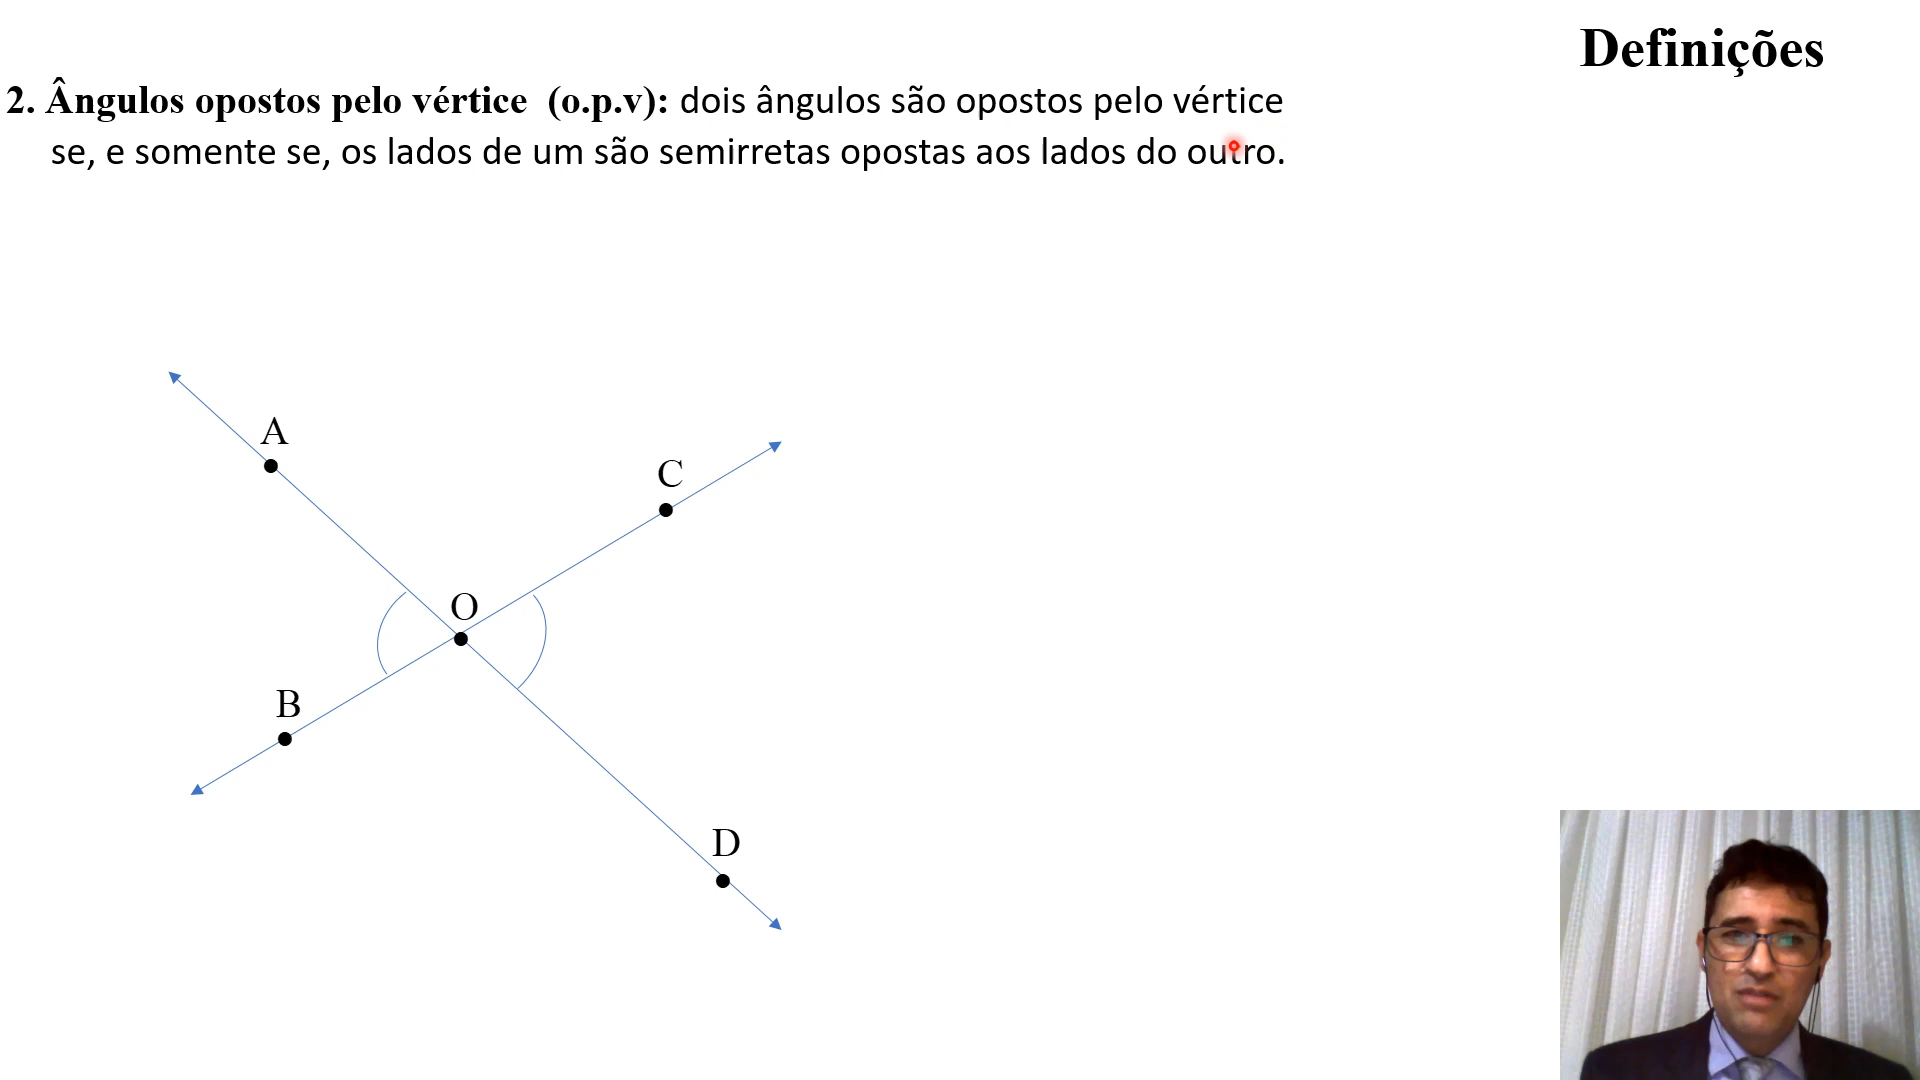 Definições
2. Ângulos opostos pelo vértice (o.p.v): dois ângulos são opostos pelo vértice
se, e somente se, os lados de um são semirretas opostas aos lados do outro.
A
C
O
B
D